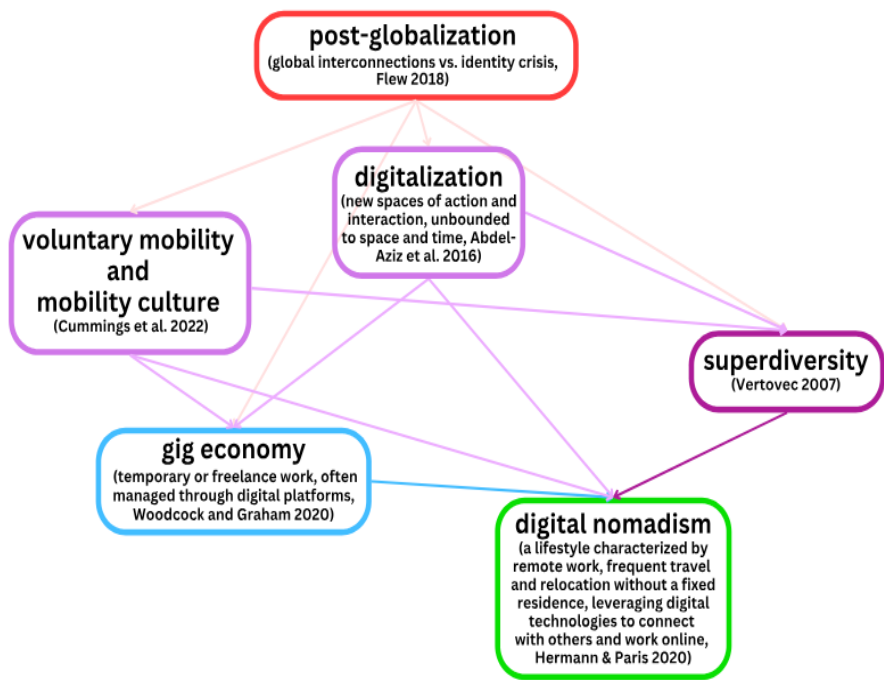 post-globalization
(global interconnections vs. identity crisis,
Flew 2018)
digitalization
(new spaces of action and
interaction, unbounded
to space and time, Abdel-
Aziz et al. 2016)
voluntary mobility
and
mobility culture
(Cummings et al. 2022)
superdiversity
(Vertovec 2007)
gig economy
(temporary or freelance work, often
managed through digital platforms,
Woodcock and Graham 2020)
digital nomadism
(a lifestyle characterized by
remote work, frequent travel
and relocation without a fixed
residence, leveraging digital
technologies to connect
with others and work online,
Hermann & Paris 2020)